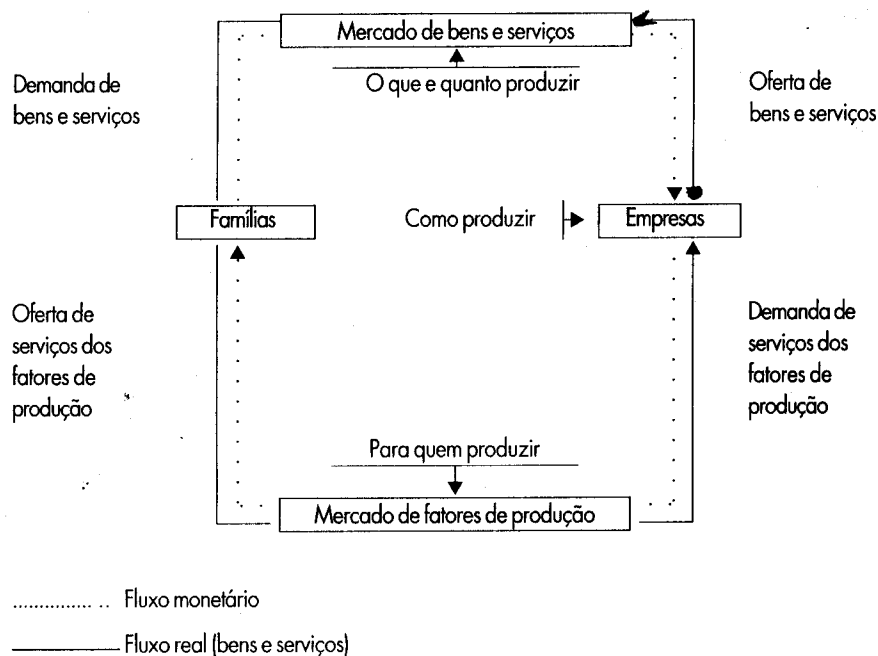 Mercado de bens e serviços
O que e quanto produzir
Demanda de
bens e serviços
Oferta de
bens e serviços
Famílias
Como produzir
Empresas
Oferta de
serviços dos
fatores de
produção
Demanda de
serviços dos
fatores de
produção
Para quem produzir
Mercado de fatores de produção
Fluxo monetário
Fluxo real (bens e serviços)